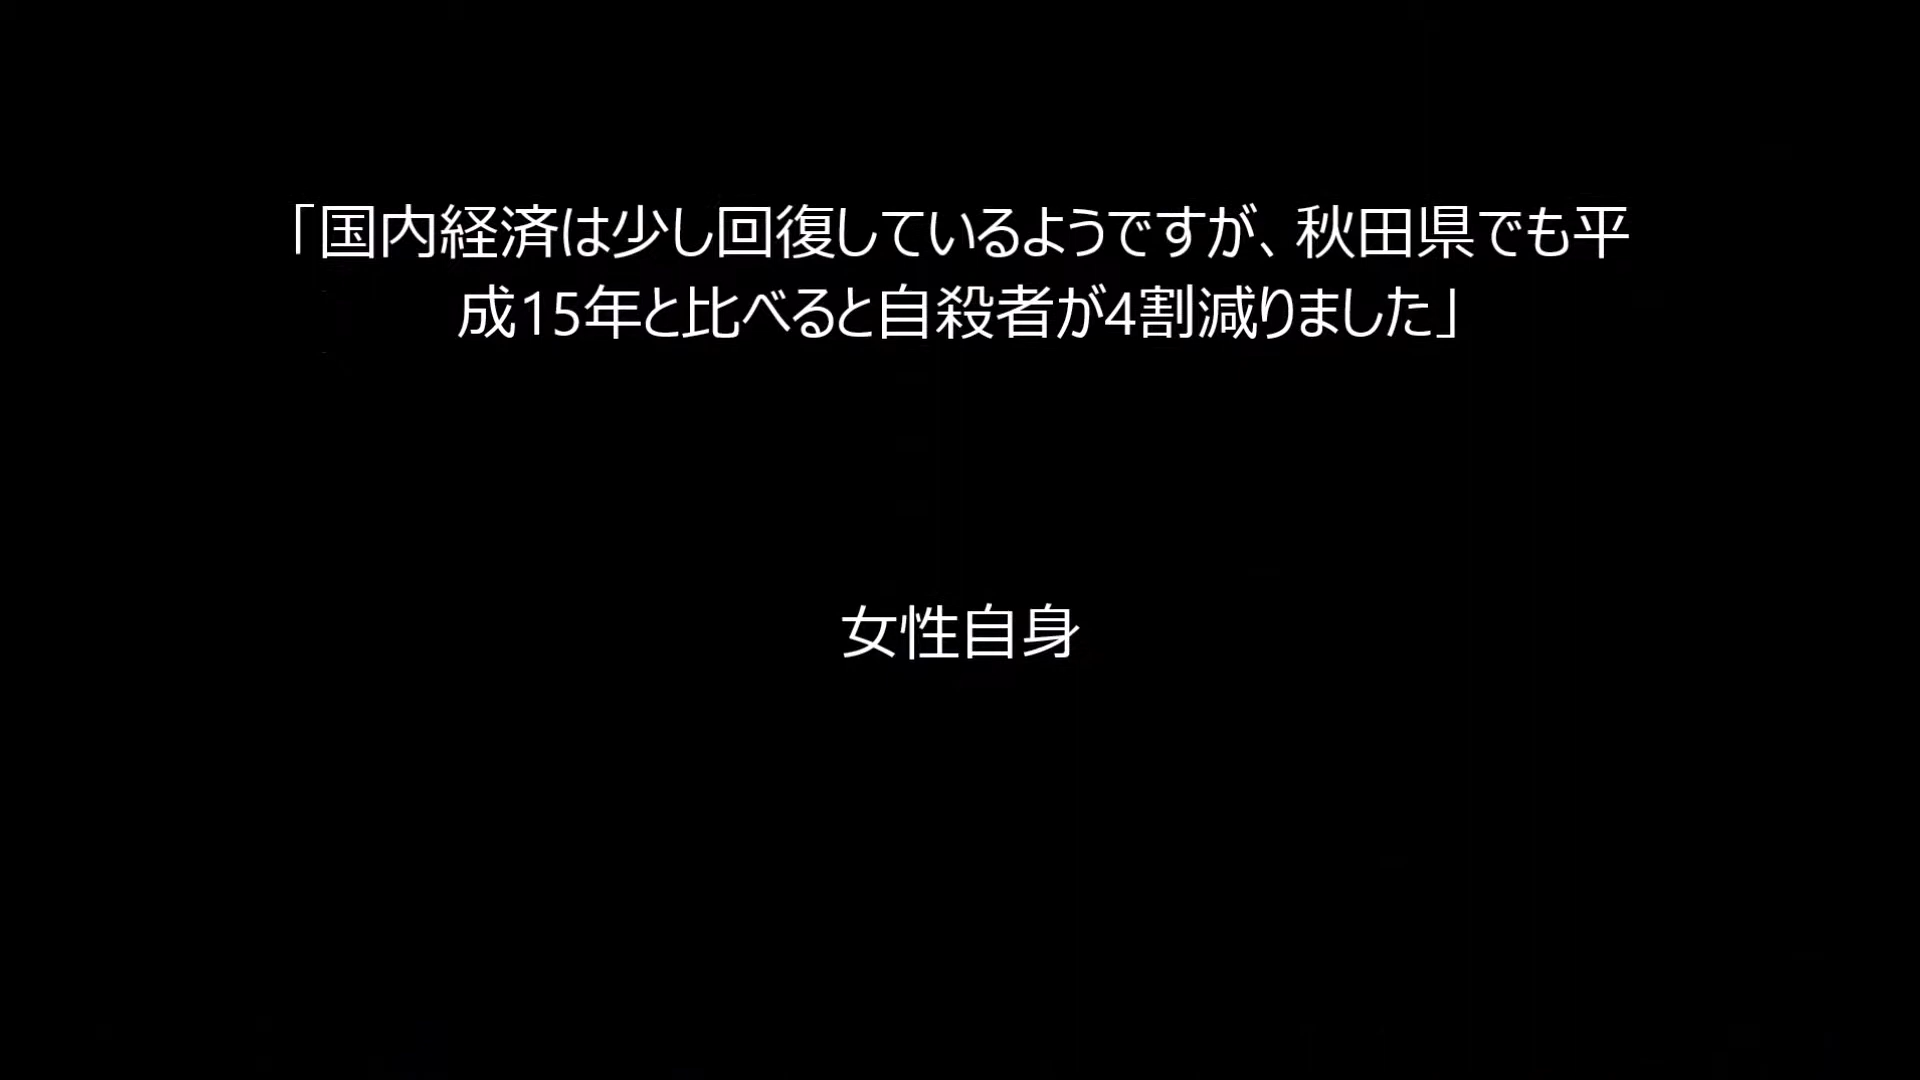 「国内経済は少し回復しているようですが、秋田県でも平
成15年と比べると自殺者が4割減りました」
女性自身